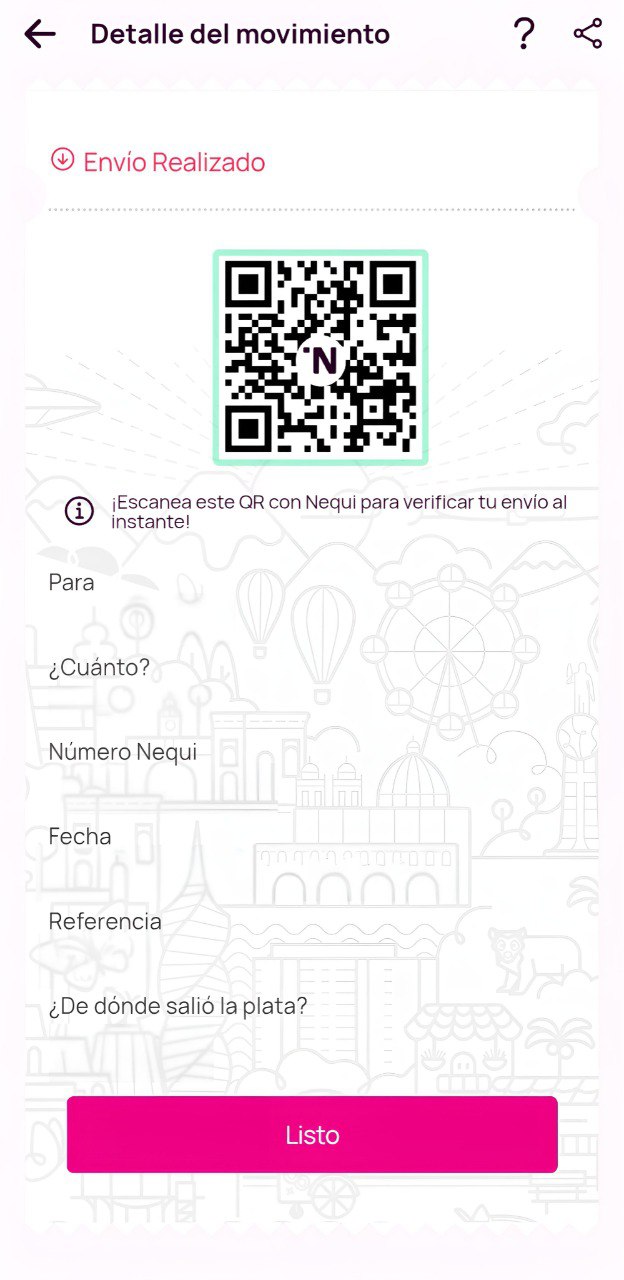 Detalle del movimiento
Envío Realizado
N
¡Escanea este QR con Nequi para verificar tu envío al
instante!
Para
¿Cuánto?
Número Nequi
Fecha
Referencia
¿De dónde salió la plata?
Listo